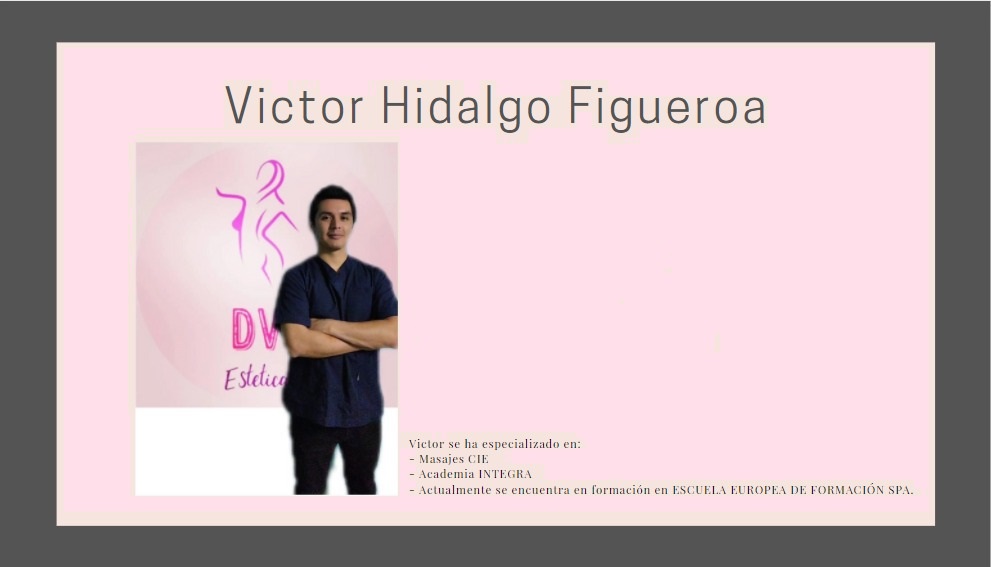 Victor Hidalgo Figueroa
DV
Estetica
Victor se ha especializado en:
- Masajes CIE
- Academia INTEGRA
- Actualmente se encuentra en formación en ESCUELA EUROPEA DE FORMACIÓN SPA.